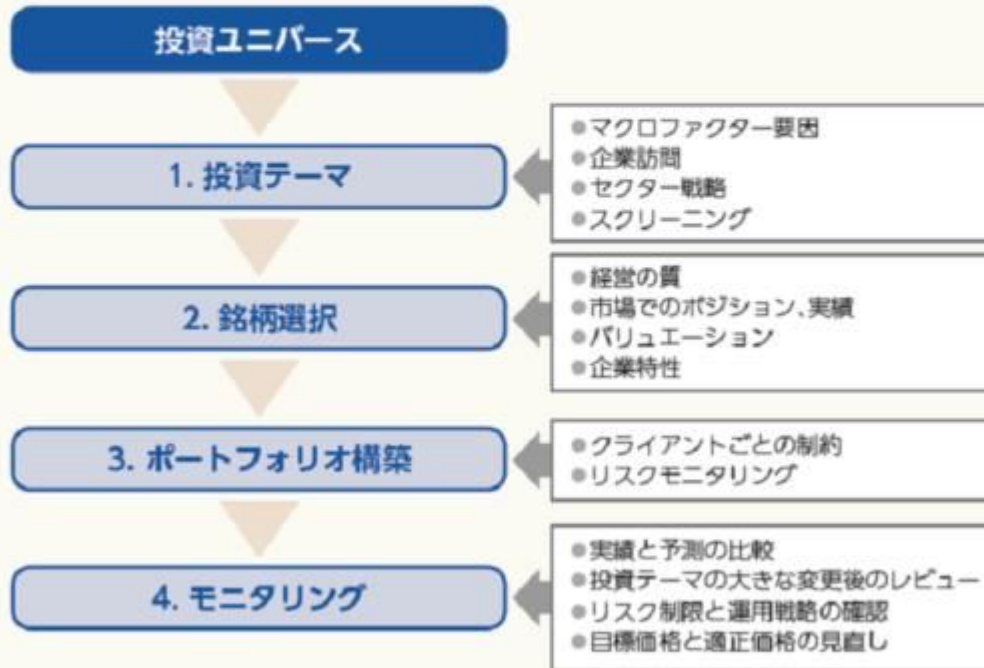 投資ユニバース
1. 投資テーマ
●マクロファクター要因
●企業訪問
●セクター戦略
●スクリーニング
2. 銘柄選択
●経営の質
●市場でのポジション、実績
●バリュエーション
●企業特性
3. ポートフォリオ構築
●クライアントごとの制約
●リスクモニタリング
4. モニタリング
●実績と予測の比較
●投資テーマの大きな変更後のレビュー
●リスク制限と運用戦略の確認
●目標価格と適正価格の見直し